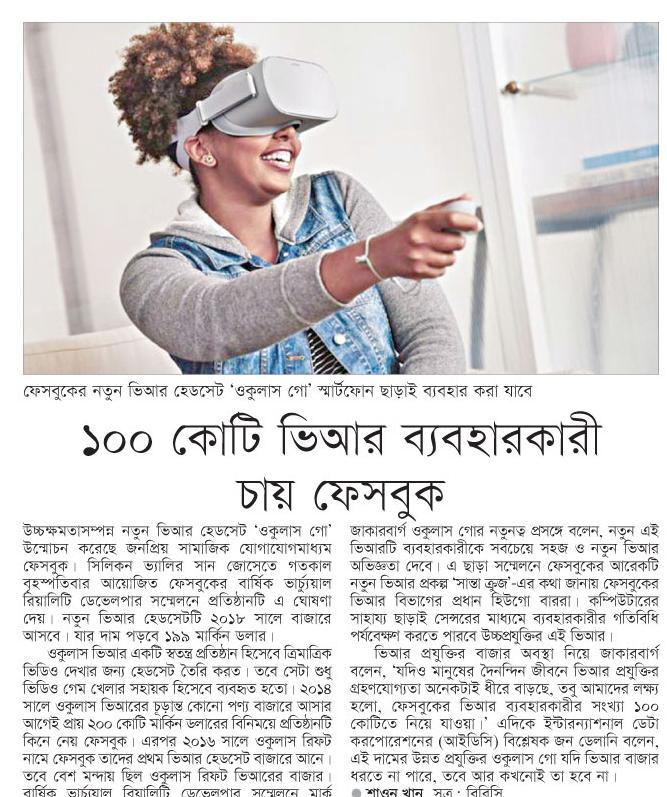 ফেসবুকের নতুন ভিআর হেডসেট ‘ওকুলাস গো’ স্মার্টফোন ছাড়াই ব্যবহার করা যাবে
১০০ কোটি ভিআর ব্যবহারকারী
চায় ফেসবুক
উচ্চক্ষমতাসম্পন্ন নতুন ভিআর হেডসেট ‘ওকুলাস গো’
উন্মোচন করেছে জনপ্রিয় সামাজিক যোগাযোগমাধ্যম
ফেসবুক। সিলিকন ভ্যালির সান জোসেতে গতকাল
বৃহস্পতিবার আয়োজিত ফেসবুকের বার্ষিক ভার্চ্যুয়াল
রিয়ালিটি ডেভেলপার সম্মেলনে প্রতিষ্ঠানটি এ ঘোষণা
দেয়। নতুন ভিআর হেডসেটটি ২০১৮ সালে বাজারে
আসবে। যার দাম পড়বে ১৯৯ মার্কিন ডলার।
ওকুলাস ভিআর একটি স্বতন্ত্র প্রতিষ্ঠান হিসেবে ত্রিমাত্রিক
ভিডিও দেখার জন্য হেডসেট তৈরি করত। তবে সেটা শুধু
ভিডিও গেম খেলার সহায়ক হিসেবে ব্যবহৃত হতো। ২০১৪
সালে ওকুলাস ভিআরের চূড়ান্ত কোনো পণ্য বাজারে আসার
আগেই প্রায় ২০০ কোটি মার্কিন ডলারের বিনিময়ে প্রতিষ্ঠানটি
কিনে নেয় ফেসবুক। এরপর ২০১৬ সালে ওকুলাস রিফট
নামে ফেসবুক তাদের প্রথম ভিআর হেডসেট বাজারে আনে।
তবে বেশ মন্দায় ছিল ওকুলাস রিফট ভিআরের বাজার।
বার্ষিক ভার্চ্যুয়াল রিয়ালিটি ডেভেলপার সম্মেলনে মার্ক
জাকারবার্গ ওকুলাস গোর নতুনত্ব প্রসঙ্গে বলেন, নতুন এই
ভিআরটি ব্যবহারকারীকে সবচেয়ে সহজ ও নতুন ভিআর
অভিজ্ঞতা দেবে। এ ছাড়া সম্মেলনে ফেসবুকের আরেকটি
নতুন ভিআর প্রকল্প ‘সান্তা ক্রুজ’-এর কথা জানায় ফেসবুকের
ভিআর বিভাগের প্রধান হিউগো বাররা। কম্পিউটারের
সাহায্য ছাড়াই সেন্সরের মাধ্যমে ব্যবহারকারীর গতিবিধি
পর্যবেক্ষণ করতে পারবে উচ্চপ্রযুক্তির এই ভিআর।
ভিআর প্রযুক্তির বাজার অবস্থা নিয়ে জাকারবার্গ
বলেন, ‘যদিও মানুষের দৈনন্দিন জীবনে ভিআর প্রযুক্তির
গ্রহণযোগ্যতা অনেকটাই ধীরে বাড়ছে, তবু আমাদের লক্ষ্য
হলো, ফেসবুকের ভিআর ব্যবহারকারীর সংখ্যা ১০০
কোটিতে নিয়ে যাওয়া।’ এদিকে ইন্টারন্যাশনাল ডেটা
করপোরেশনের (আইডিসি) বিশ্লেষক জন ডেলানি বলেন,
এই দামের উন্নত প্রযুক্তির ওকুলাস গো যদি ভিআর বাজার
ধরতে না পারে, তবে আর কখনোই তা হবে না।
● শাওন খান, সূত্র: বিবিসি